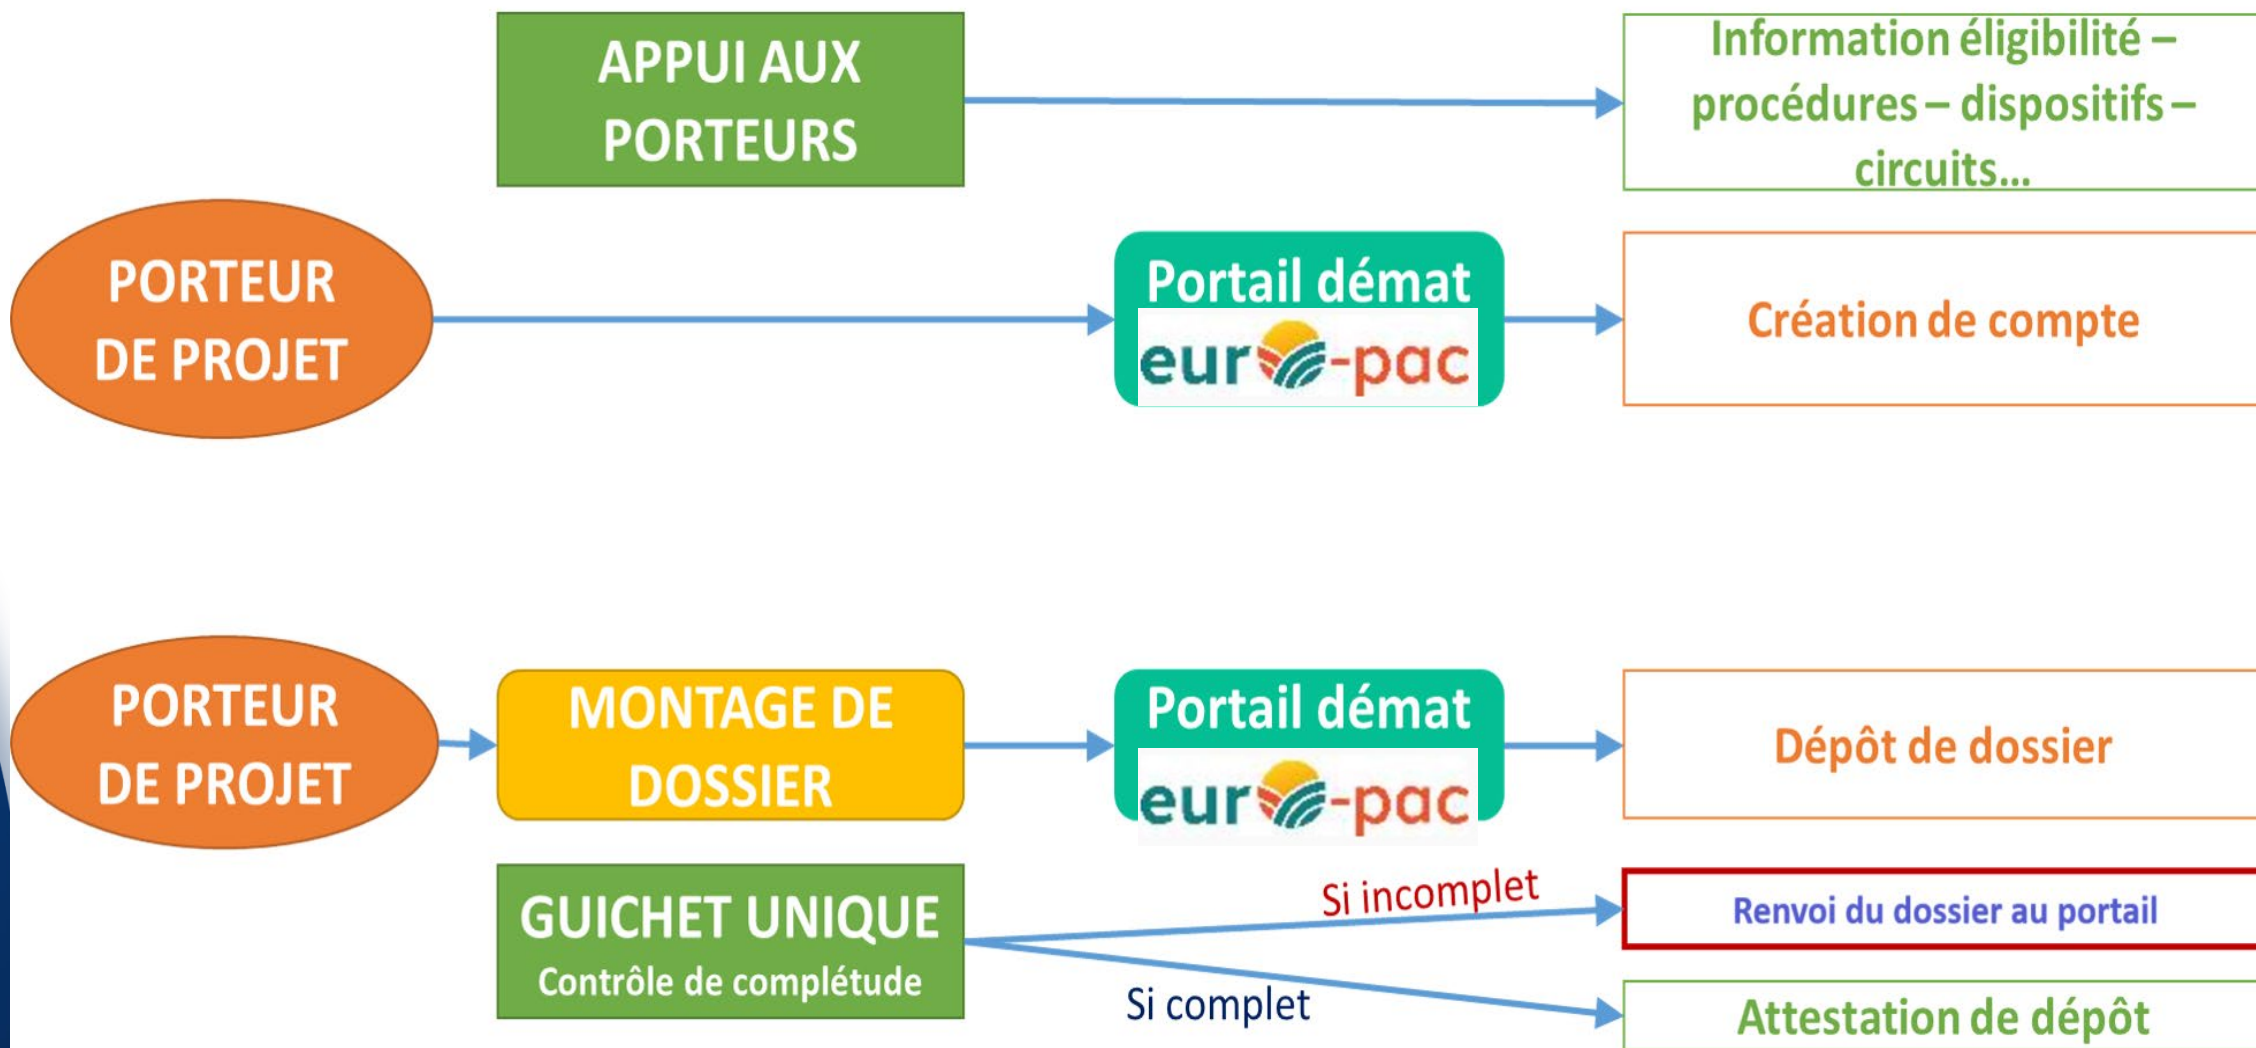 APPUI AUX
PORTEURS
Information éligibilité –
procédures – dispositifs –
circuits...
PORTEUR
DE PROJET
Portail démat
euro-pac
Création de compte
PORTEUR
DE PROJET
MONTAGE DE
DOSSIER
Portail démat
euro-pac
Dépôt de dossier
GUICHET UNIQUE
Contrôle de complétude
Si incomplet
Renvoi du dossier au portail
Si complet
Attestation de dépôt